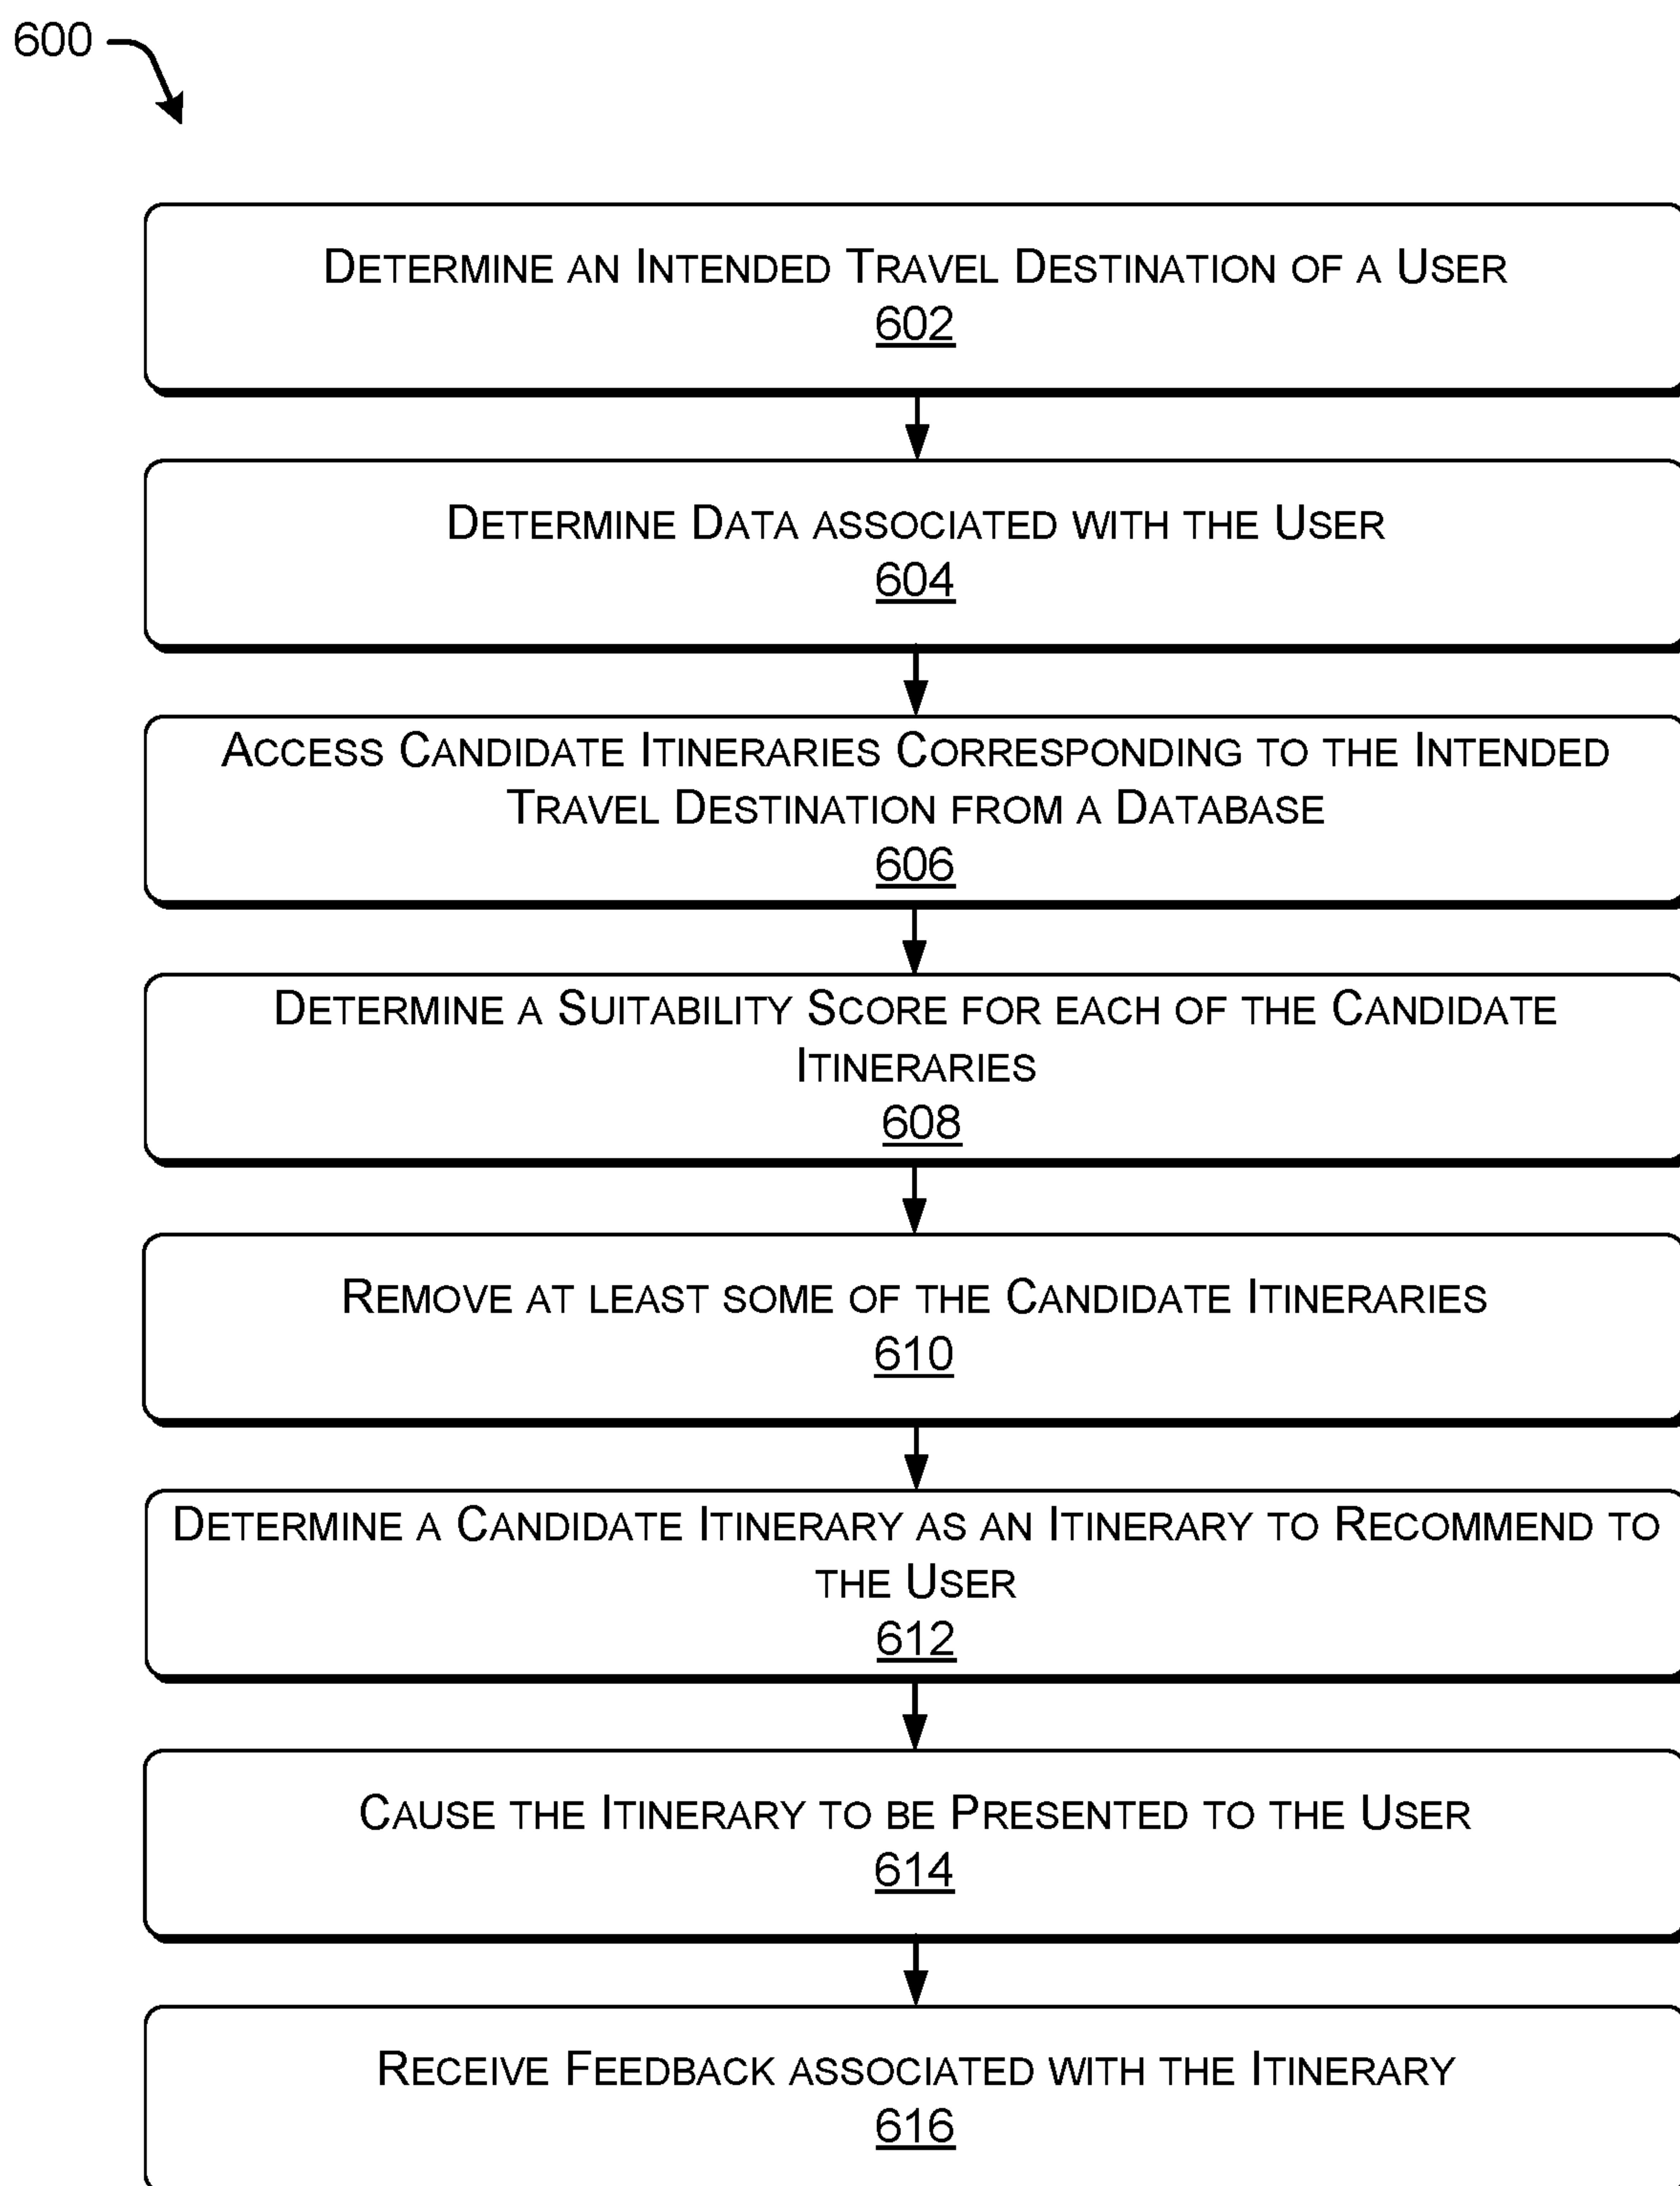 600
DETERMINE AN INTENDED TRAVEL DESTINATION OF A USER
602
DETERMINE DATA ASSOCIATED WITH THE USER
604
ACCESS CANDIDATE ITINERARIES CORRESPONDING TO THE INTENDED
TRAVEL DESTINATION FROM A DATABASE
606
DETERMINE A SUITABILITY SCORE FOR EACH OF THE CANDIDATE
ITINERARIES
608
REMOVE AT LEAST SOME OF THE CANDIDATE ITINERARIES
610
DETERMINE A CANDIDATE ITINERARY AS AN ITINERARY TO RECOMMEND TO
THE USER
612
CAUSE THE ITINERARY TO BE PRESENTED TO THE USER
614
RECEIVE FEEDBACK ASSOCIATED WITH THE ITINERARY
616